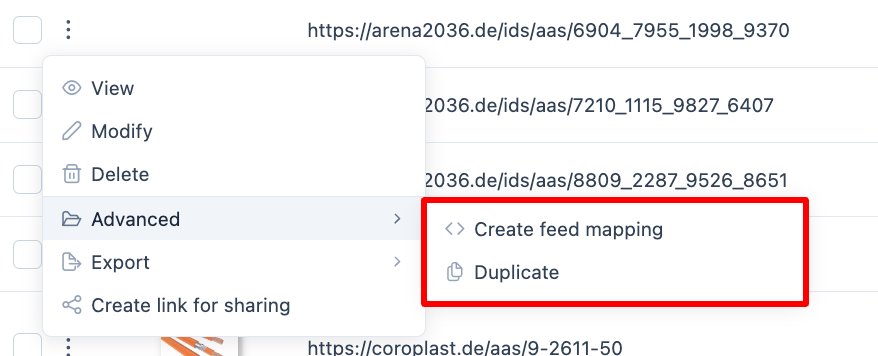 https://arena2036.de/ids/aas/6904_7955_1998_9370
View
2036.de/ids/aas/7210_1115_9827_6407
Modify
Delete
2036.de/ids/aas/8809_2287_9526_8651
Advanced
Create feed mapping
Export
Duplicate
Create link for sharing
https://coroplast.de/aas/9-2611-50